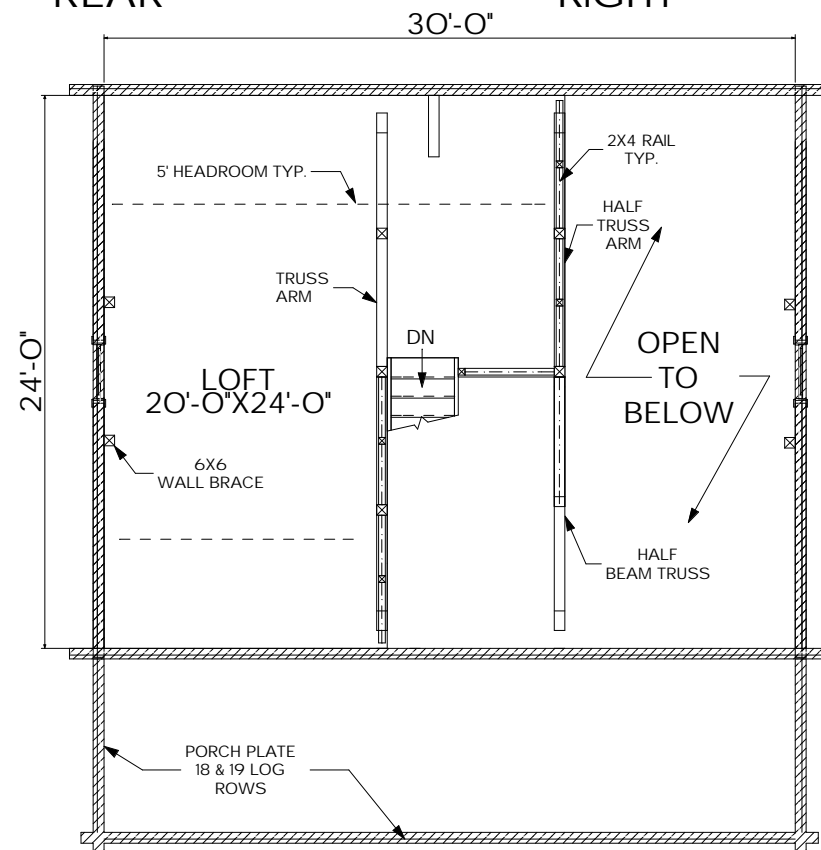 REAR
RIGHT
30'-0"
2X4 RAIL
TYP.
5' HEADROOM TYP.
HALF
TRUSS
ARM
TRUSS
ARM
24'-0"
DN
OPEN
TO
BELOW
LOFT
20'-0"X24'-0"
6X6
WALL BRACE
HALF
BEAM TRUSS
PORCH PLATE
18 & 19 LOG
ROWS